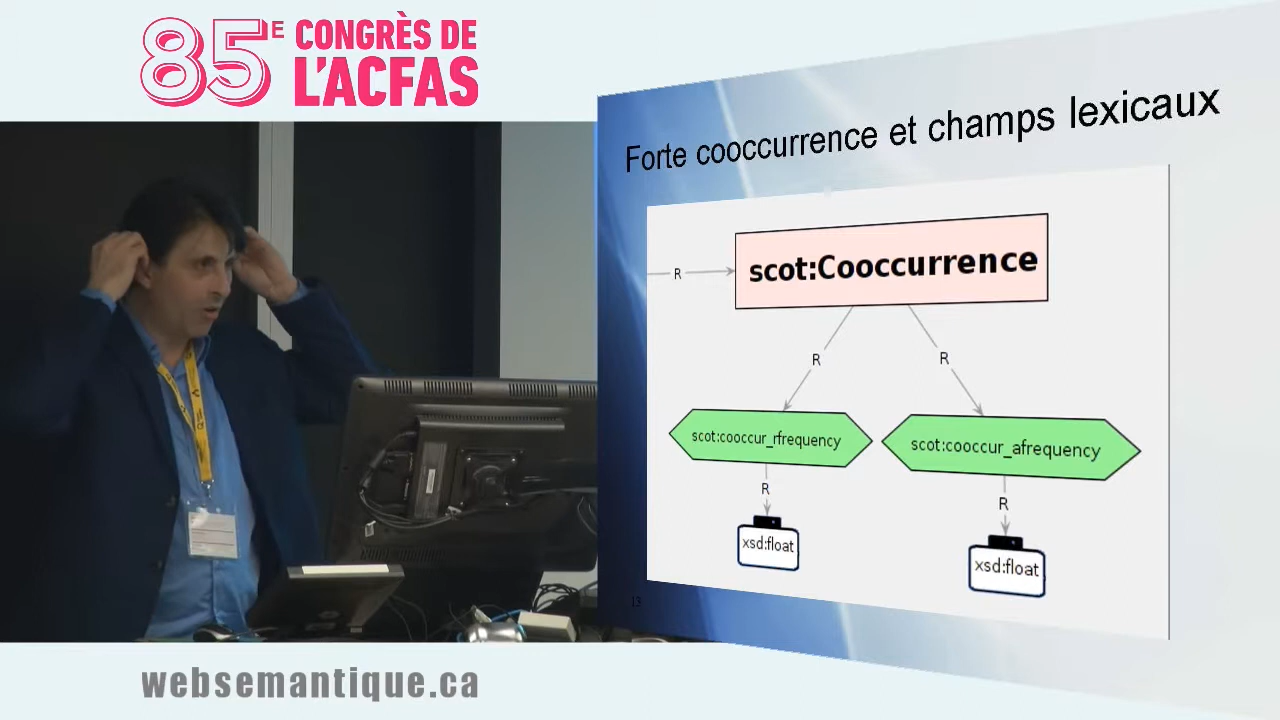 85E CONGRÈS DE
L'ACFAS
Forte cooccurrence et champs lexicaux
R
scot:Cooccurrence
R
R
scot:cooccur_rfrequency
scot:cooccur_afrequency
R
R
xsd:float
xsd:float
13
websemantique.ca